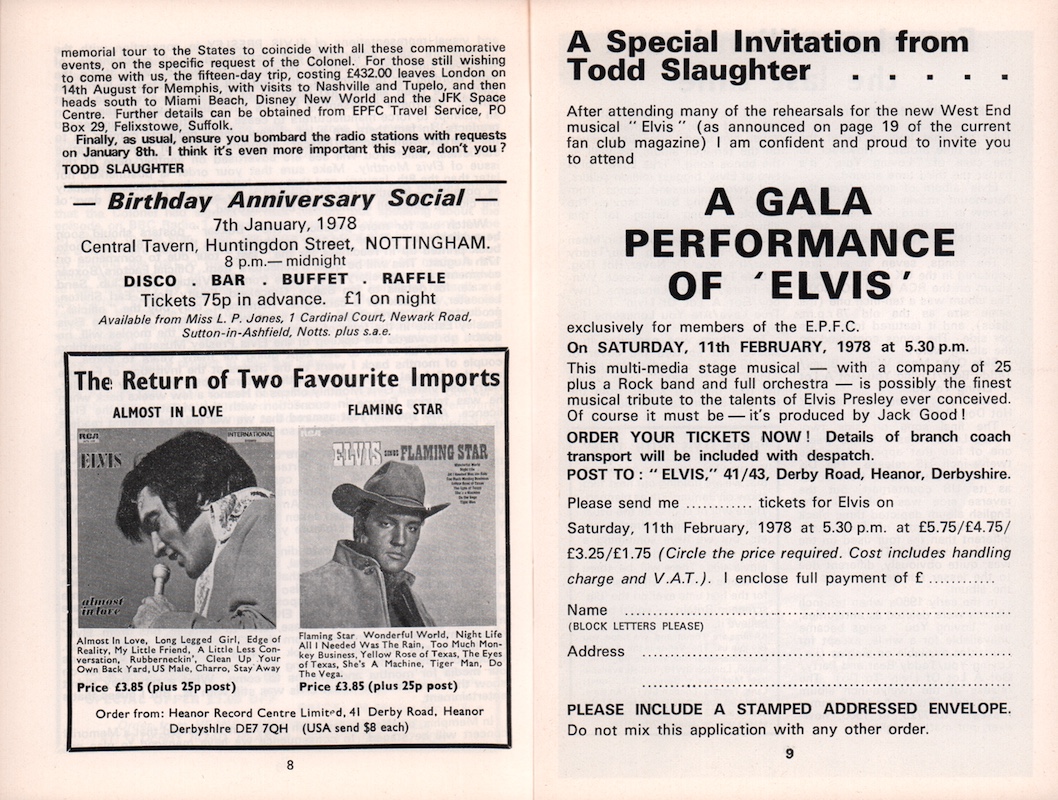 memorial tour to the States to coincide with all these commemorative
events, on the specific request of the Colonel. For those still wishing
to come with us, the fifteen-day trip, costing £432.00 leaves London on
14th August for Memphis, with visits to Nashville and Tupelo, and then
heads south to Miami Beach, Disney New World and the JFK Space
Centre. Further details can be obtained from EPFC Travel Service, PO
Box 29, Felixstowe, Suffolk.
Finally, as usual, ensure you bombard the radio stations with requests
on January 8th. I think it's even more important this year, don't you?
TODD SLAUGHTER
— Birthday Anniversary Social —
7th January, 1978
Central Tavern, Huntingdon Street, NOTTINGHAM.
8 p.m.— midnight
DISCO . BAR . BUFFET . RAFFLE
Tickets 75p in advance. £1 on night
Available from Miss L. P. Jones, 1 Cardinal Court, Newark Road,
Sutton-in-Ashfield, Notts. plus s.a.e.
The Return of Two Favourite Imports
ALMOST IN LOVE
RCA
INTERNATIONAL
ELVIS
almost
in love
Almost In Love, Long Legged Girl, Edge of
Reality, My Little Friend, A Little Less Con-
versation, Rubberneckin', Clean Up Your
Own Back Yard, US Male, Charro, Stay Away
Price £3.85 (plus 25p post)
FLAMING STAR
ELVIS SINGS FLAMING STAR
Flaming Star Wonderful World, Night Life
All I Needed Was The Rain, Too Much Mon-
key Business, Yellow Rose of Texas, The Eyes
of Texas, She's A Machine, Tiger Man, Do
The Vega.
Price £3.85 (plus 25p post)
Order from: Heanor Record Centre Limited, 41 Derby Road, Heanor
Derbyshire DE7 7QH (USA send $8 each)
8
A Special Invitation from
Todd Slaughter . . . . .
After attending many of the rehearsals for the new West End
musical "Elvis" (as announced on page 19 of the current
fan club magazine) I am confident and proud to invite you
to attend
A GALA
PERFORMANCE
OF 'ELVIS'
exclusively for members of the E.P.F.C.
On SATURDAY, 11th FEBRUARY, 1978 at 5.30 p.m.
This multi-media stage musical — with a company of 25
plus a Rock band and full orchestra — is possibly the finest
musical tribute to the talents of Elvis Presley ever conceived.
Of course it must be — it's produced by Jack Good!
ORDER YOUR TICKETS NOW! Details of branch coach
transport will be included with despatch.
POST TO: "ELVIS," 41/43, Derby Road, Heanor, Derbyshire.
Please send me ............ tickets for Elvis on
Saturday, 11th February, 1978 at 5.30 p.m. at £5.75/£4.75/
£3.25/£1.75 (Circle the price required. Cost includes handling
charge and V.A.T.). I enclose full payment of £ ............
Name ............................................................
(BLOCK LETTERS PLEASE)
Address ............................................................
............................................................
PLEASE INCLUDE A STAMPED ADDRESSED ENVELOPE.
Do not mix this application with any other order.
9